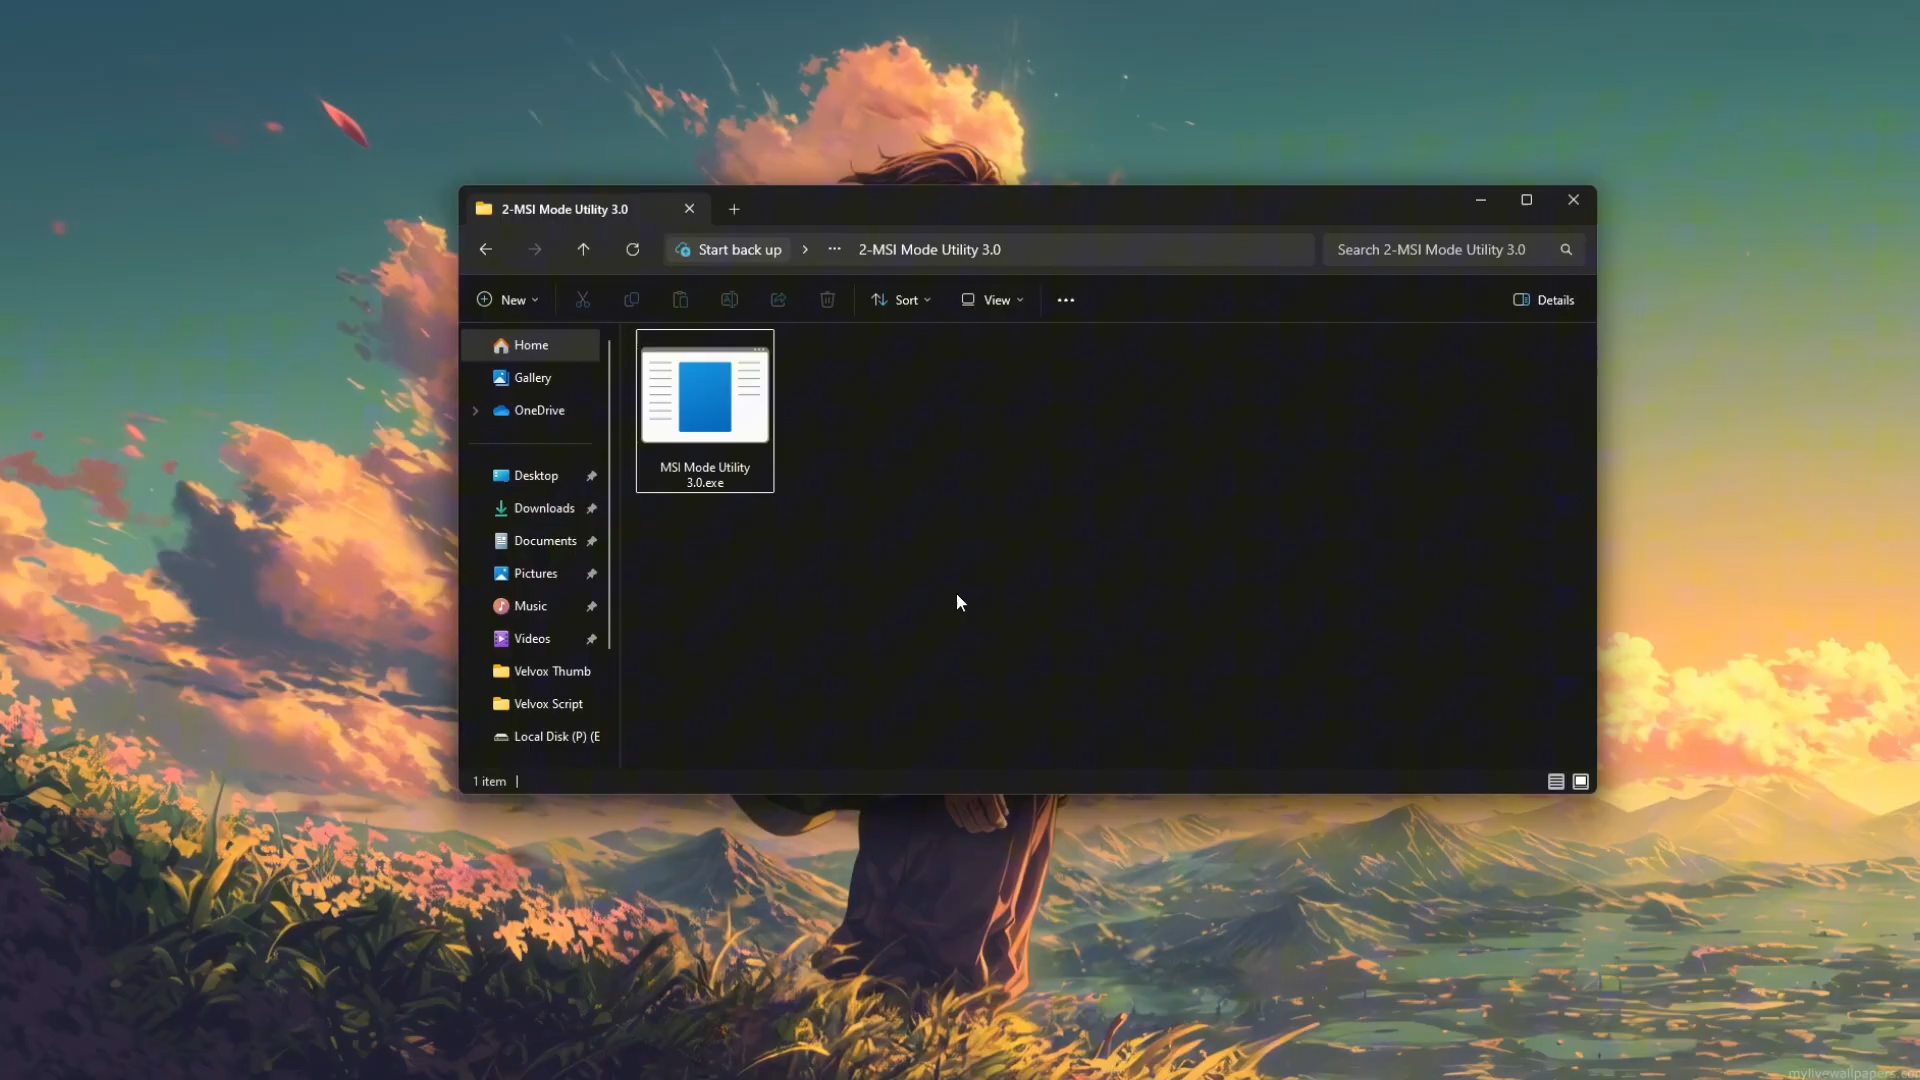 2-MSI Mode Utility 3.0
Start back up
2-MSI Mode Utility 3.0
Search 2-MSI Mode Utility 3.0
New
Sort
View
Details
Home
Gallery
OneDrive
Desktop
Downloads
Documents
Pictures
Music
Videos
Velvox Thumb
Velvox Script
Local Disk (P) (E
MSI Mode Utility
3.0.exe
1 item
mylivewallpapers.co